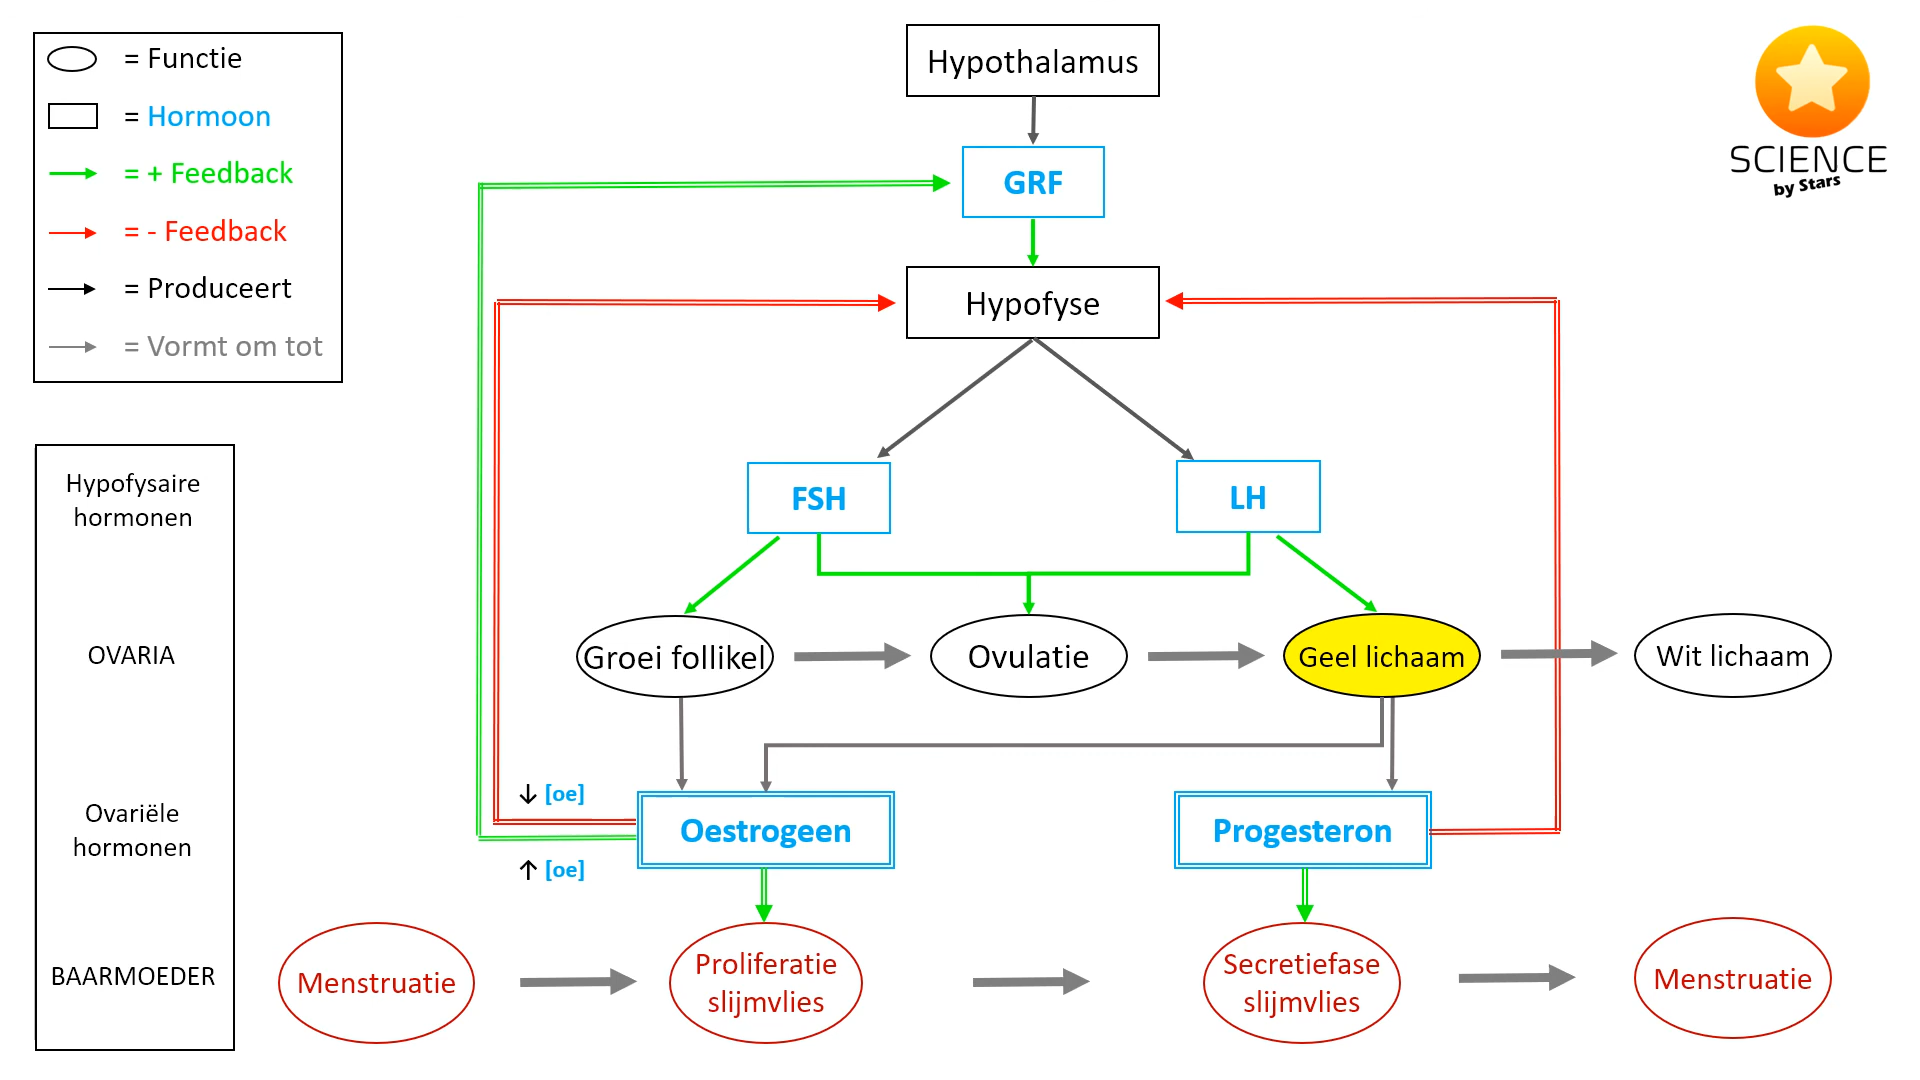 = Functie
= Hormoon
= + Feedback
= - Feedback
= Produceert
= Vormt om tot
Hypothalamus
SCIENCE
by Stars
GRF
Hypofyse
Hypofysaire
hormonen
FSH
LH
OVARIA
Groei follikel
Ovulatie
Geel lichaam
Wit lichaam
Ovariële
hormonen
↓ [oe]
Oestrogeen
Progesteron
↑ [oe]
BAARMOEDER
Menstruatie
Proliferatie
slijmvlies
Secretiefase
slijmvlies
Menstruatie